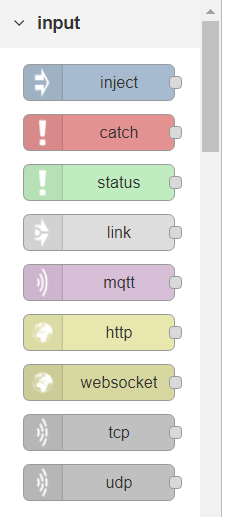 input
inject
catch
status
link
mqtt
http
websocket
tcp
udp